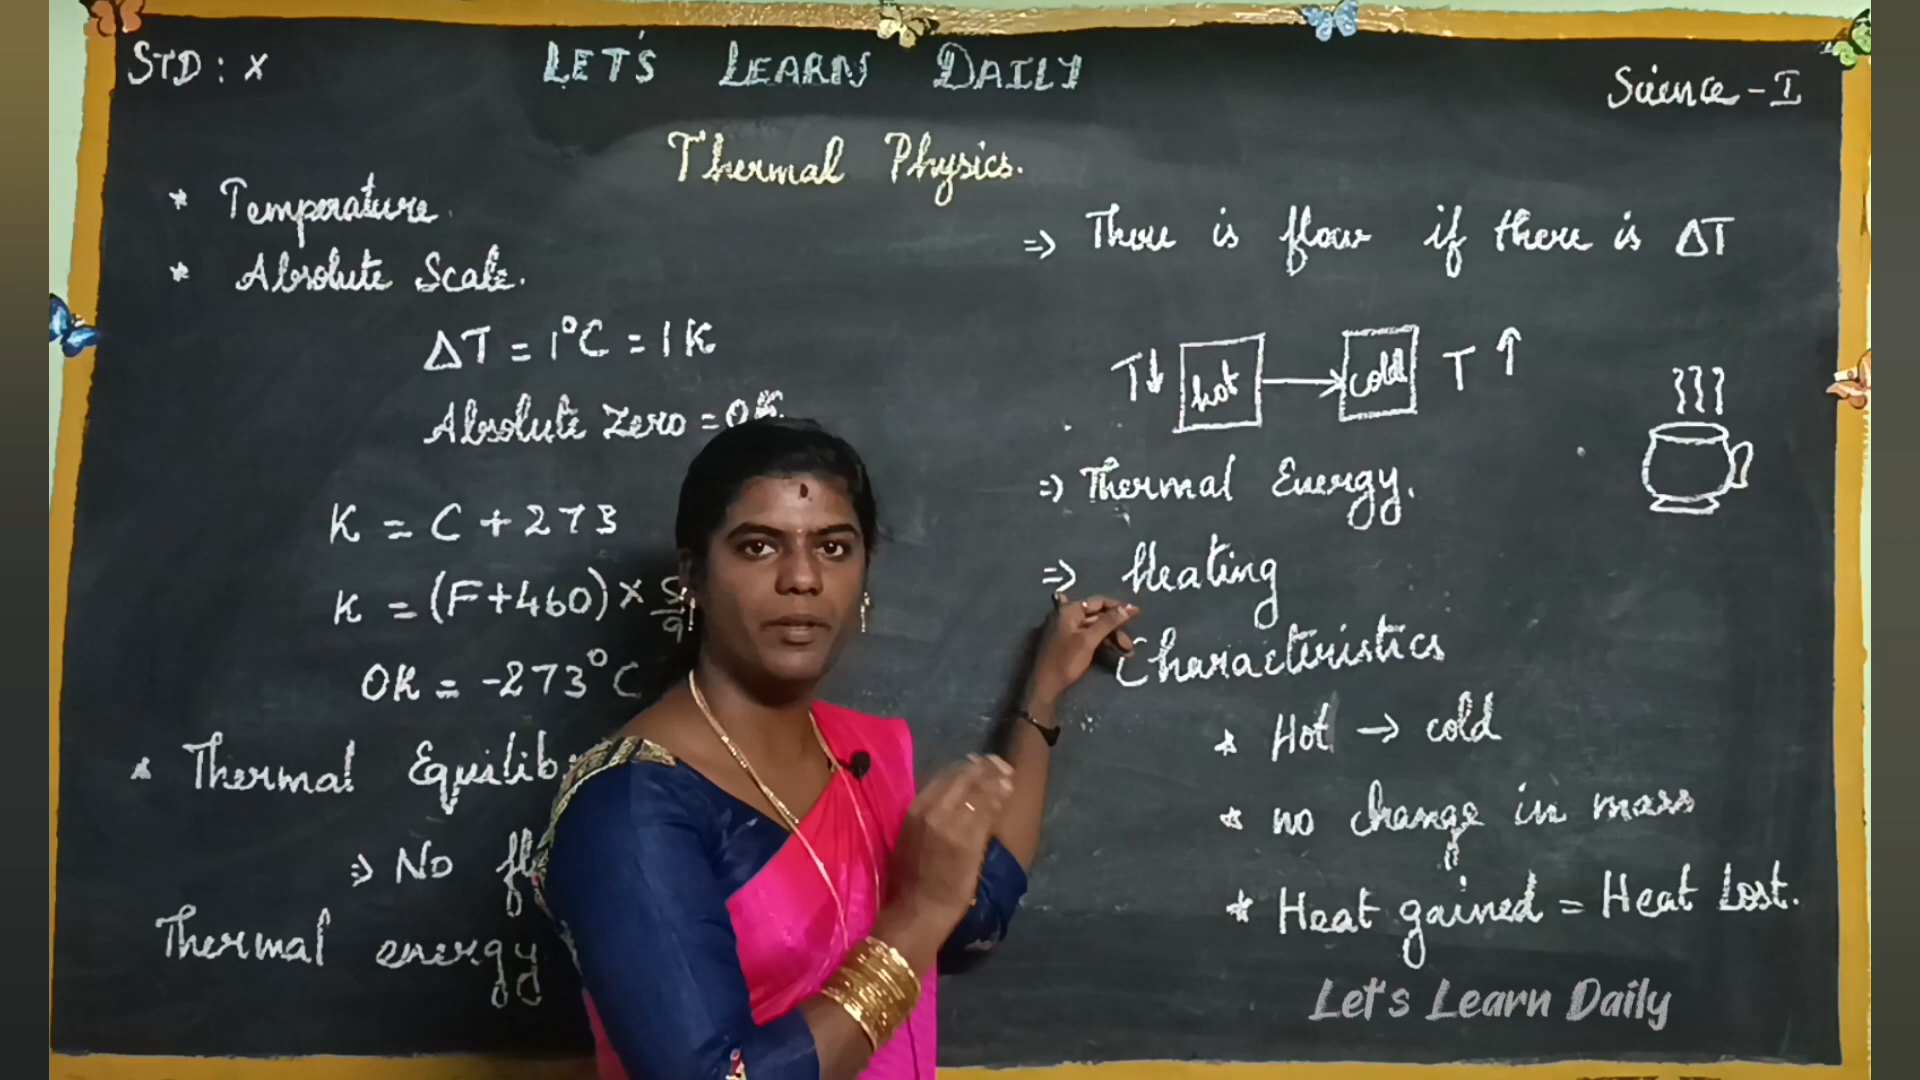 STD : X
LET'S LEARN DAILY
Science - I
Thermal Physics.
* Temperature.
* Absolute Scale.
ΔT = 1°C = 1K
Absolute Zero = 0K.
K = C + 273
K = (F+460) × 5/9
0K = -273°C
* Thermal
⇒ No
Thermal energy
⇒ There is flow if there is ΔT
T↓ hot → cold T ↑
⇒ Thermal Energy.
⇒ Heating
Characteristics
* Hot → cold
* no change in mass
* Heat gained = Heat Lost.
Let's Learn Daily